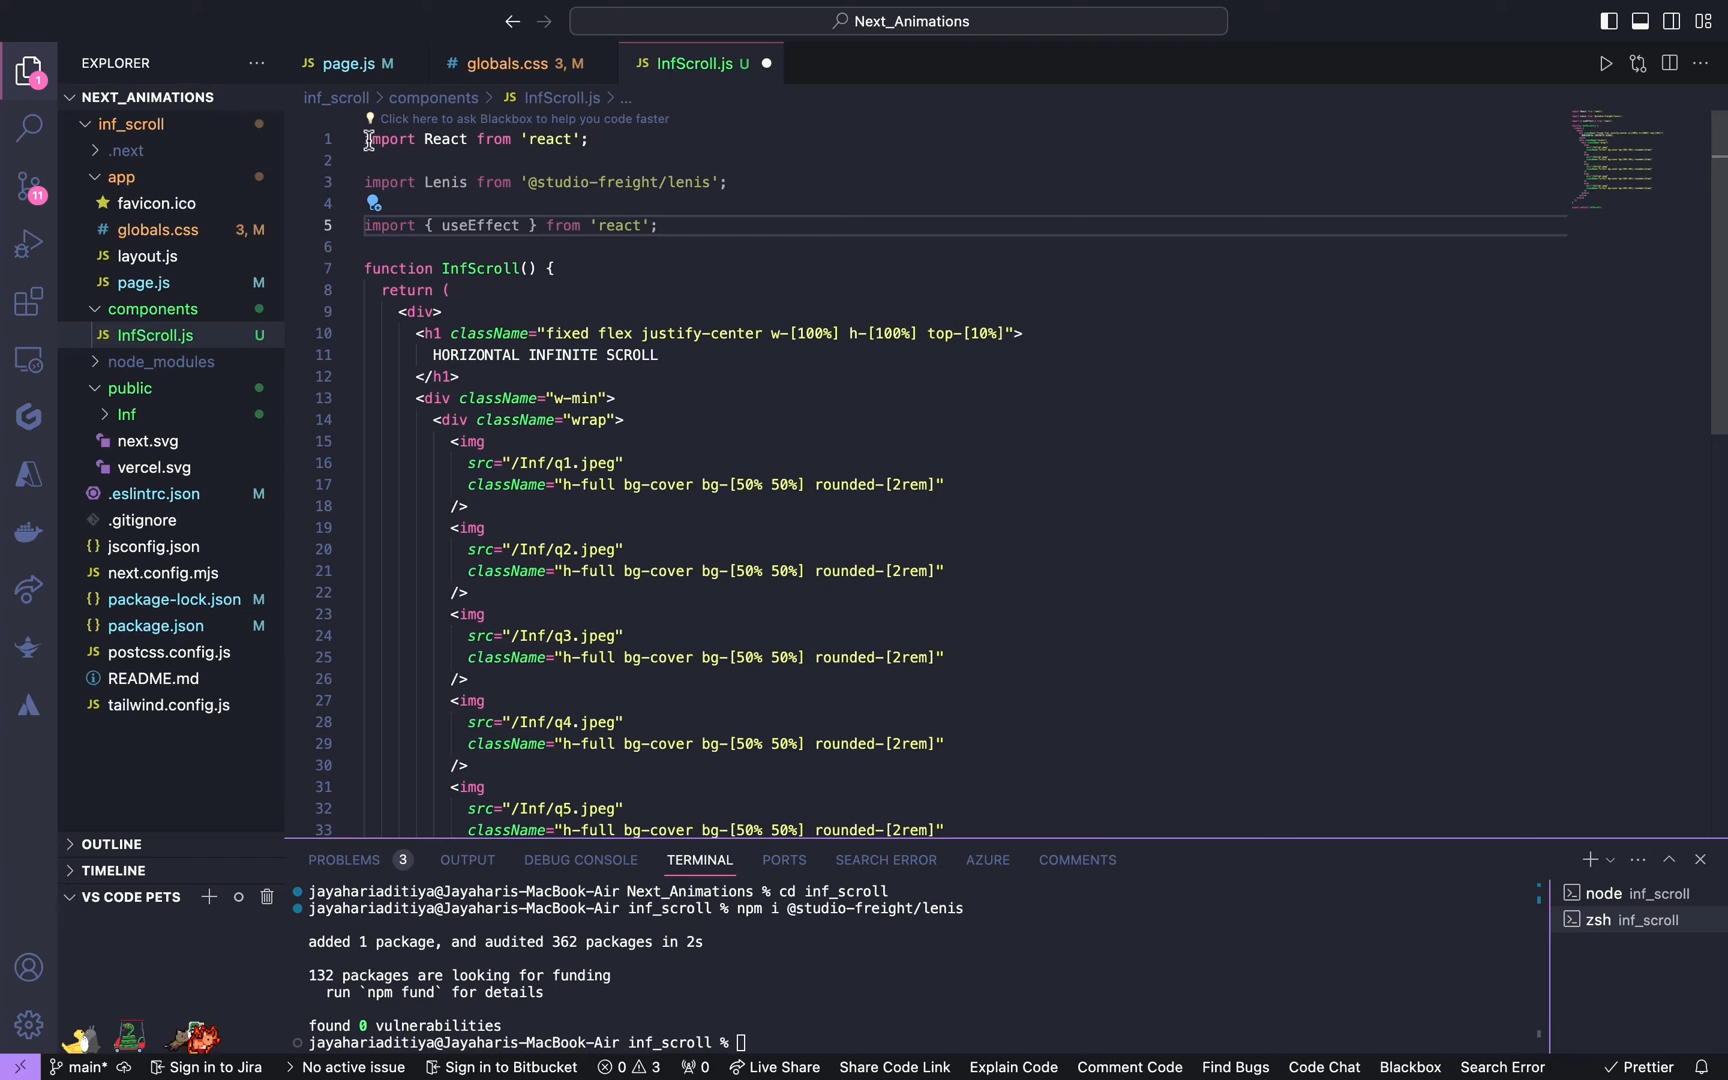 Next_Animations
EXPLORER
page.js M
globals.css 3, M
InfScroll.js U
NEXT_ANIMATIONS
inf_scroll
.next
app
favicon.ico
globals.css 3, M
layout.js
page.js M
components
InfScroll.js U
node_modules
public
Inf
next.svg
vercel.svg
.eslintrc.json M
.gitignore
jsconfig.json
next.config.mjs
package-lock.json M
package.json M
postcss.config.js
README.md
tailwind.config.js
OUTLINE
TIMELINE
VS CODE PETS
1
11
inf_scroll > components > JS InfScroll.js > ...
Click here to ask Blackbox to help you code faster
1 import React from 'react';
2
3 import Lenis from '@studio-freight/lenis';
4
5 import { useEffect } from 'react';
6
7 function InfScroll() {
8 return (
9 <div>
10 <h1 className="fixed flex justify-center w-[100%] h-[100%] top-[10%]">
11 HORIZONTAL INFINITE SCROLL
12 </h1>
13 <div className="w-min">
14 <div className="wrap">
15 <img
16 src="/Inf/q1.jpeg"
17 className="h-full bg-cover bg-[50% 50%] rounded-[2rem]"
18 />
19 <img
20 src="/Inf/q2.jpeg"
21 className="h-full bg-cover bg-[50% 50%] rounded-[2rem]"
22 />
23 <img
24 src="/Inf/q3.jpeg"
25 className="h-full bg-cover bg-[50% 50%] rounded-[2rem]"
26 />
27 <img
28 src="/Inf/q4.jpeg"
29 className="h-full bg-cover bg-[50% 50%] rounded-[2rem]"
30 />
31 <img
32 src="/Inf/q5.jpeg"
33 className="h-full bg-cover bg-[50% 50%] rounded-[2rem]"
PROBLEMS 3 OUTPUT DEBUG CONSOLE TERMINAL PORTS SEARCH ERROR AZURE COMMENTS
jayahariaditiya@Jayaharis-MacBook-Air Next_Animations % cd inf_scroll
jayahariaditiya@Jayaharis-MacBook-Air inf_scroll % npm i @studio-freight/lenis
added 1 package, and audited 362 packages in 2s
132 packages are looking for funding
run `npm fund` for details
found 0 vulnerabilities
jayahariaditiya@Jayaharis-MacBook-Air inf_scroll %
node inf_scroll
zsh inf_scroll
main* Sign in to Jira No active issue Sign in to Bitbucket 0 3 0 Live Share Share Code Link Explain Code Comment Code Find Bugs Code Chat Blackbox Search Error Prettier